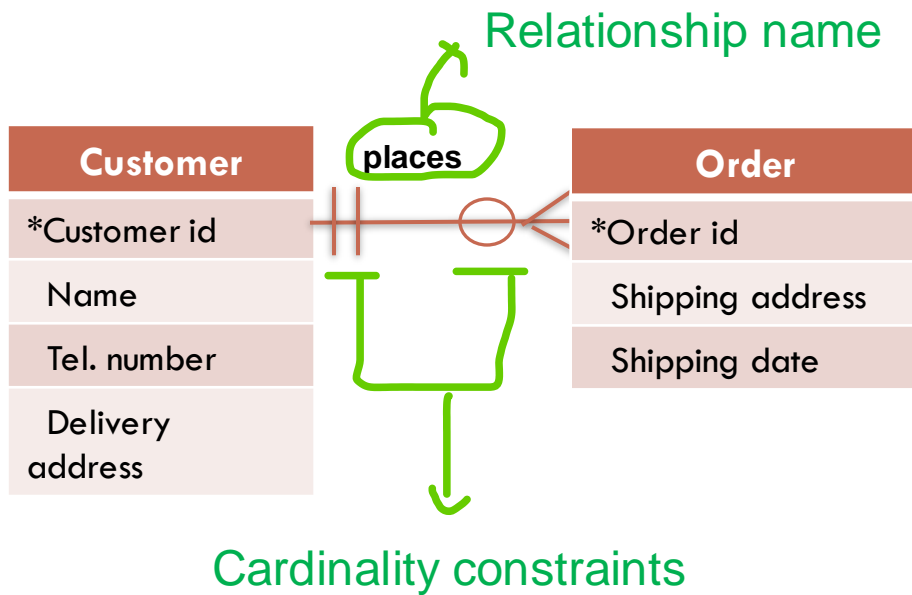 Relationship name
places
Customer
*Customer id
Name
Tel. number
Delivery
address
Order
*Order id
Shipping address
Shipping date
Cardinality constraints